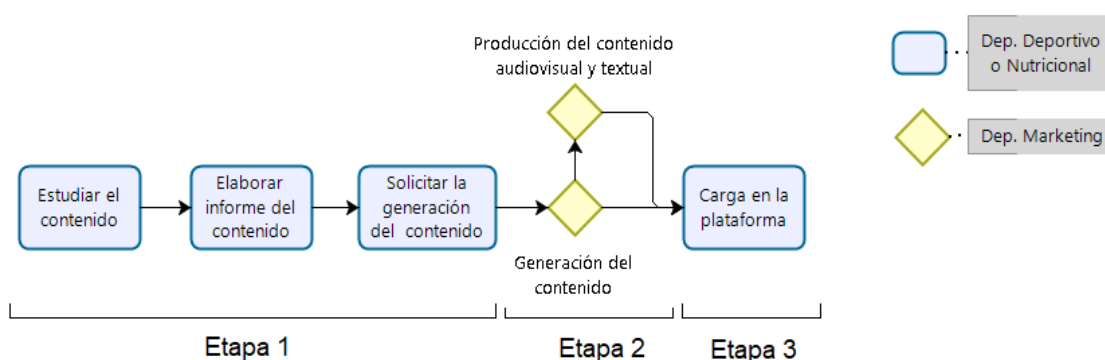 Producción del contenido
audiovisual y textual
Dep. Deportivo
o Nutricional
Dep. Marketing
Estudiar el
contenido
Elaborar
informe del
contenido
Solicitar la
generación
del contenido
Carga en la
plataforma
Generación del
contenido
Etapa 1
Etapa 2
Etapa 3